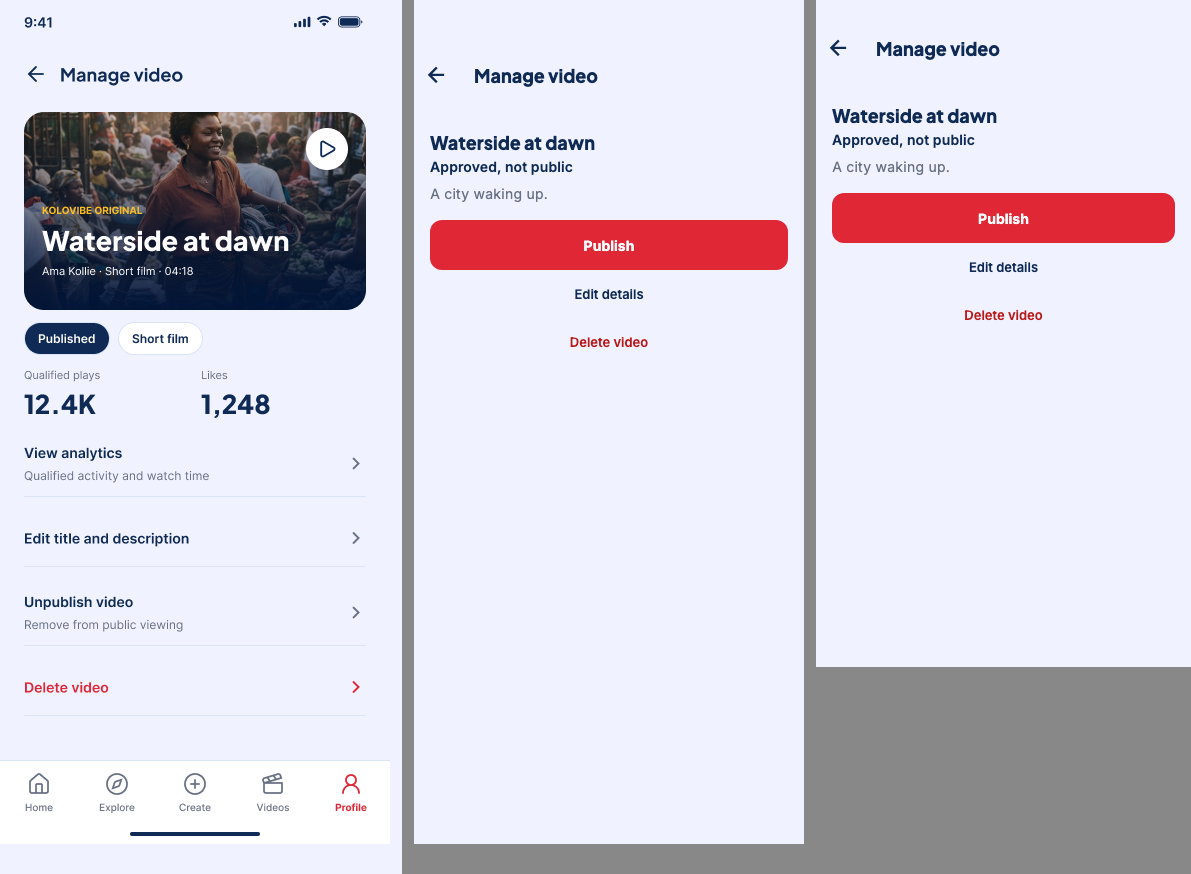 9:41
Manage video
KOLOVIBE ORIGINAL
Waterside at dawn
Ama Kollie · Short film · 04:18
Published
Short film
Qualified plays
Likes
12.4K
1,248
View analytics
Qualified activity and watch time
Edit title and description
Unpublish video
Remove from public viewing
Delete video
Home
Explore
Create
Videos
Profile
Manage video
Waterside at dawn
Approved, not public
A city waking up.
Publish
Edit details
Delete video
Manage video
Waterside at dawn
Approved, not public
A city waking up.
Publish
Edit details
Delete video